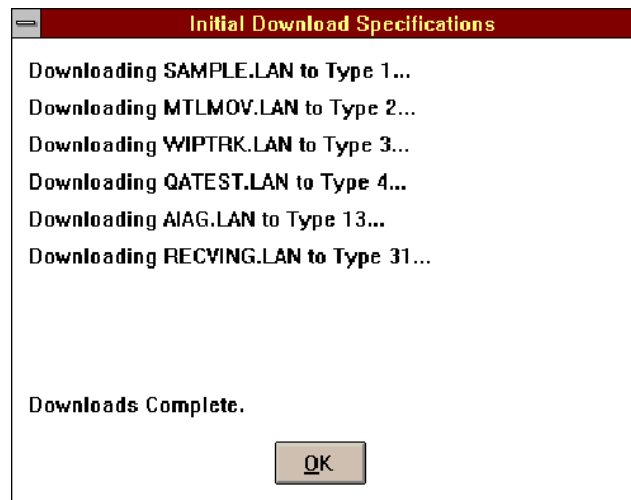 Initial Download Specifications
Downloading SAMPLE.LAN to Type 1...
Downloading MTLMOV.LAN to Type 2...
Downloading WIPTRK.LAN to Type 3...
Downloading QATEST.LAN to Type 4...
Downloading AIAG.LAN to Type 13...
Downloading RECVING.LAN to Type 31...
Downloads Complete.
OK